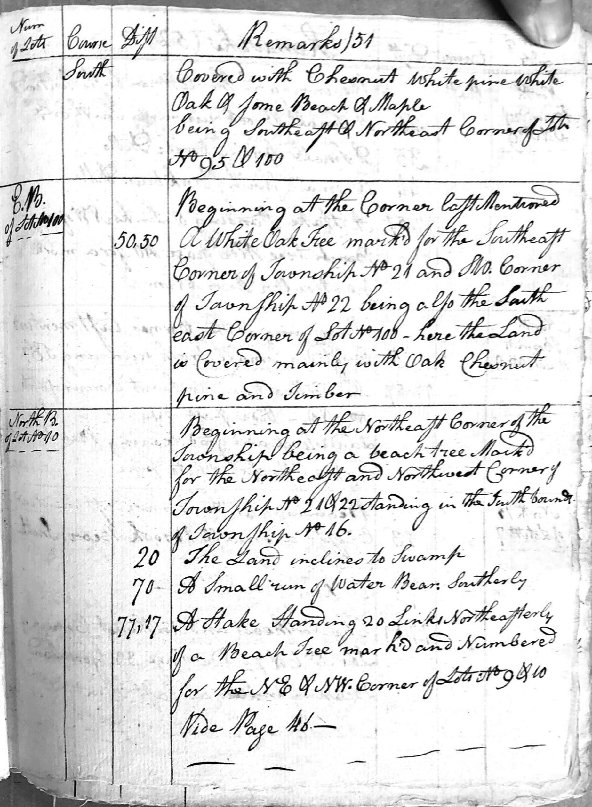 Num of Lots Course Dist Remarks / 51
South Covered with Chesnut White pine White
Oak & some Beach & Maple
being Southeast & Northeast Corner of Lots
No 95 & 100
E. B. of Lot No 100 Beginning at the Corner last Mentioned
50.50 A White Oak Tree mark'd for the Southeast
Corner of Township No 21 and SW. Corner
of Township No 22 being also the South
east Corner of Lot No 100 - here the Land
is Covered mainly with Oak Chesnut
pine and Timber
North B. of Lot No 10 Beginning at the Northeast Corner of the
Township being a beach tree Mark'd
for the Northeast and Northwest Corner of
Township No 21 & 22 standing in the South bounds
of Township No 16.
20 The Land inclines to Swamp
70 A Small run of Water Bear. Southerly
77,17 A Stake Standing 20 Links Northeasterly
of a Beach Tree mark'd and Numbered
for the NE & NW. Corner of Lots No 9 & 10
Vide Page 46. —